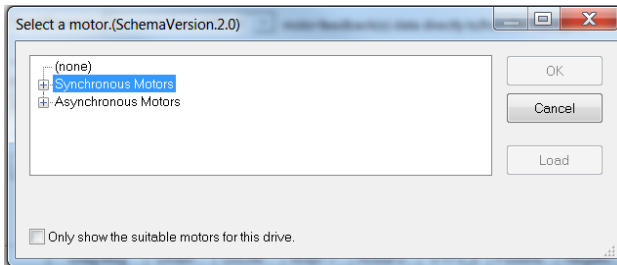 Select a motor.(SchemaVersion.2.0)
(none)
Synchronous Motors
Asynchronous Motors
OK
Cancel
Load
Only show the suitable motors for this drive.